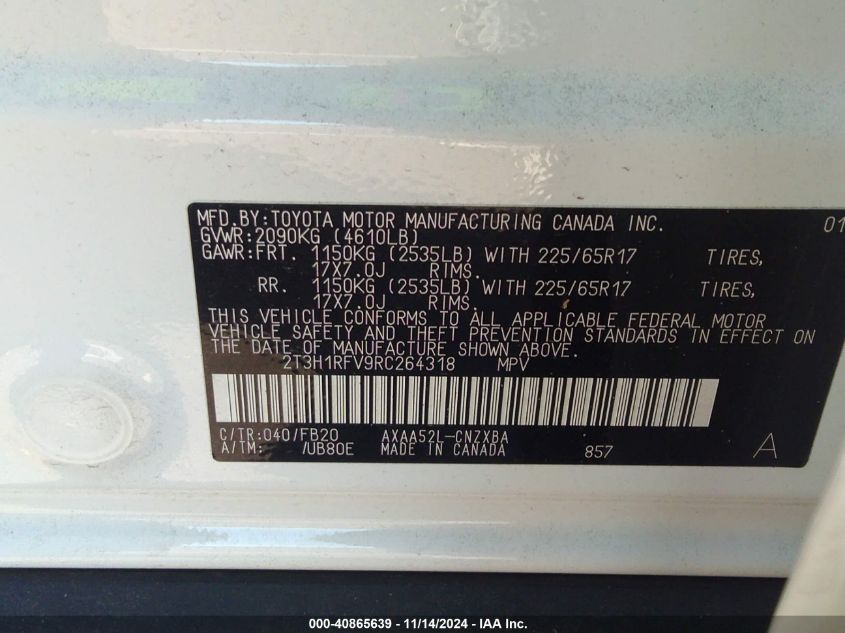 MFD.BY:TOYOTA MOTOR MANUFACTURING CANADA INC. 01
GVWR:2090KG (4610LB)
GAWR:FRT. 1150KG (2535LB) WITH 225/65R17 TIRES,
17X7.0J RIMS.
RR. 1150KG (2535LB) WITH 225/65R17 TIRES,
17X7.0J RIMS.
THIS VEHICLE CONFORMS TO ALL APPLICABLE FEDERAL MOTOR
VEHICLE SAFETY AND THEFT PREVENTION STANDARDS IN EFFECT ON
THE DATE OF MANUFACTURE SHOWN ABOVE.
2T3H1RFV9RC264318 MPV
C/TR:040/FB20 AXAA52L-CNZXBA
A/TM: /UB80E MADE IN CANADA 857 A
000-40865639 - 11/14/2024 - IAA Inc.